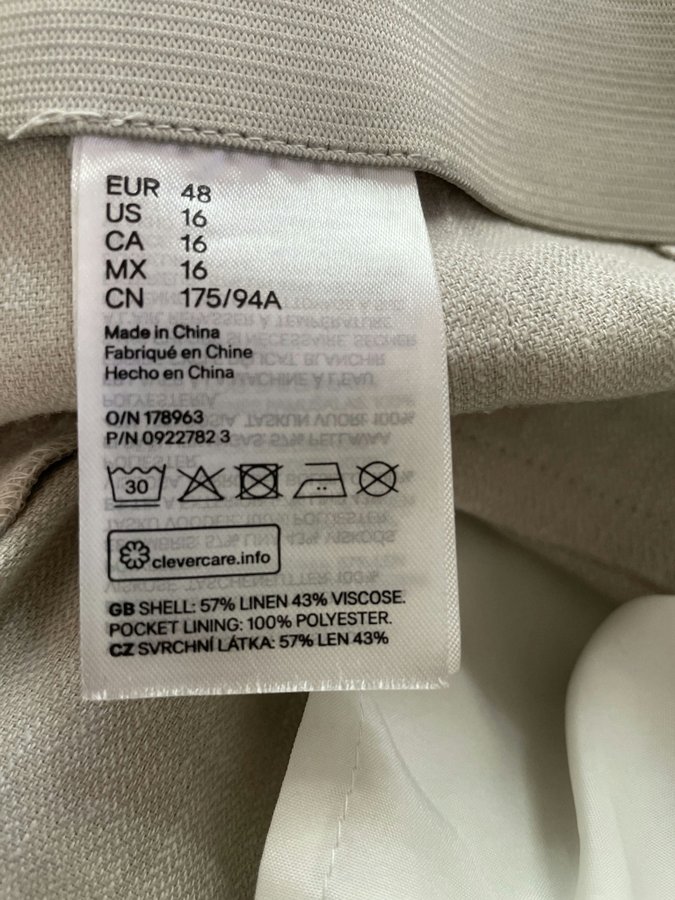 EUR 48
US 16
CA 16
MX 16
CN 175/94A
Made in China
Fabriqué en Chine
Hecho en China
O/N 178963
P/N 0922782 3
30
clevercare.info
GB SHELL: 57% LINEN 43% VISCOSE.
POCKET LINING: 100% POLYESTER.
CZ SVRCHNÍ LÁTKA: 57% LEN 43%